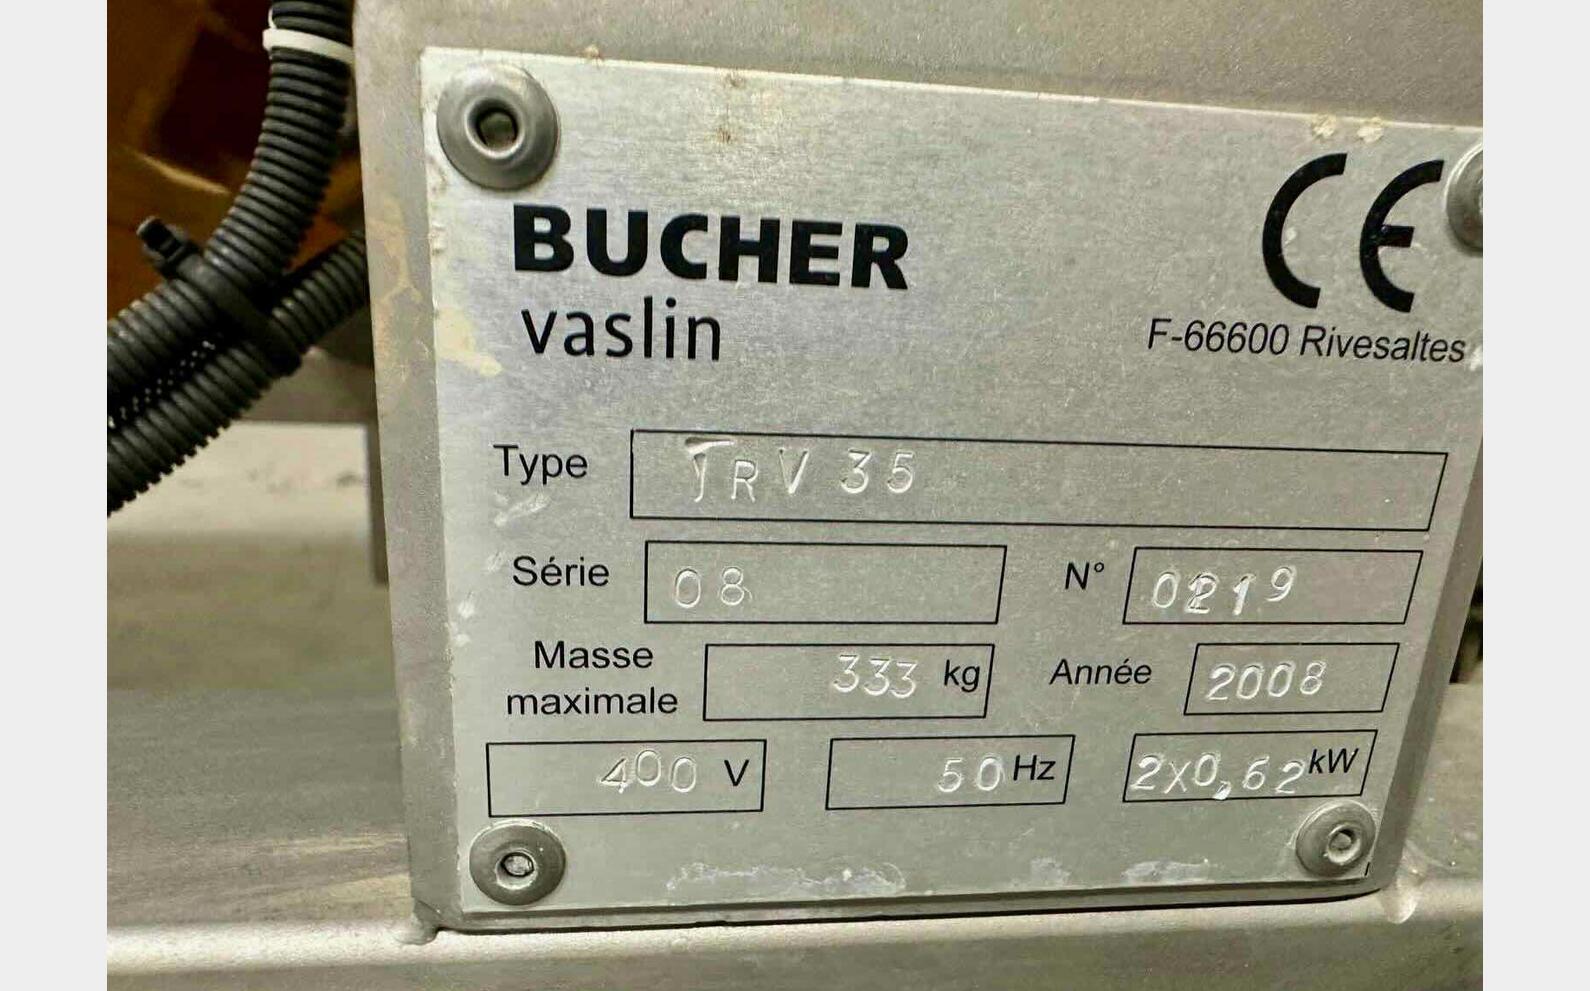 CE
BUCHER
vaslin
F-66600 Rivesaltes
Type TRV 35
Série 08 N° 0219
Masse maximale 333 kg Année 2008
400 V 50 Hz 2x0,62 kW